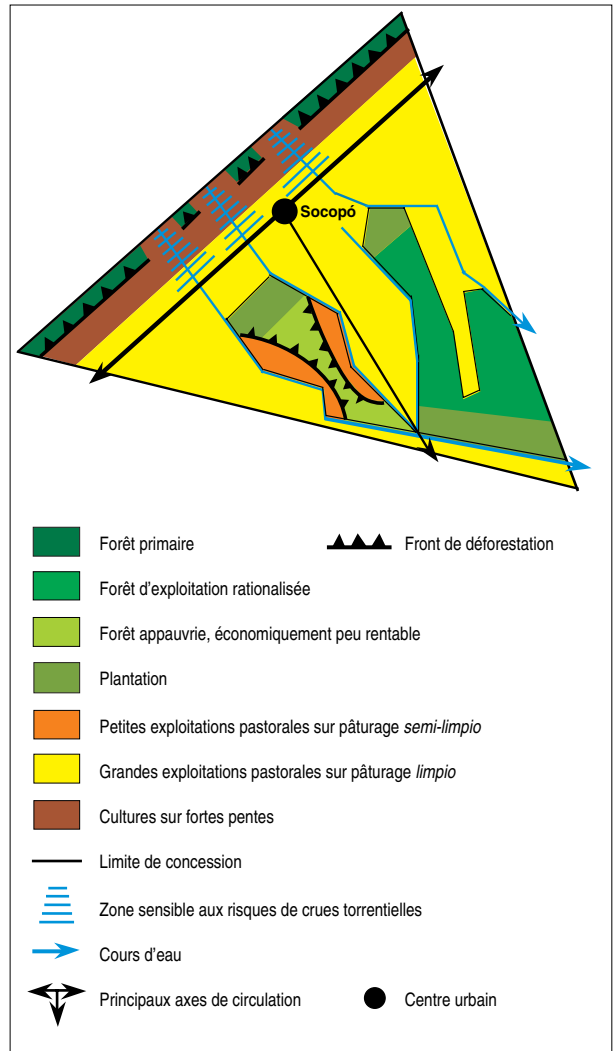 Socopó
Forêt primaire
Front de déforestation
Forêt d'exploitation rationalisée
Forêt appauvrie, économiquement peu rentable
Plantation
Petites exploitations pastorales sur pâturage semi-limpio
Grandes exploitations pastorales sur pâturage limpio
Cultures sur fortes pentes
Limite de concession
Zone sensible aux risques de crues torrentielles
Cours d'eau
Principaux axes de circulation
Centre urbain